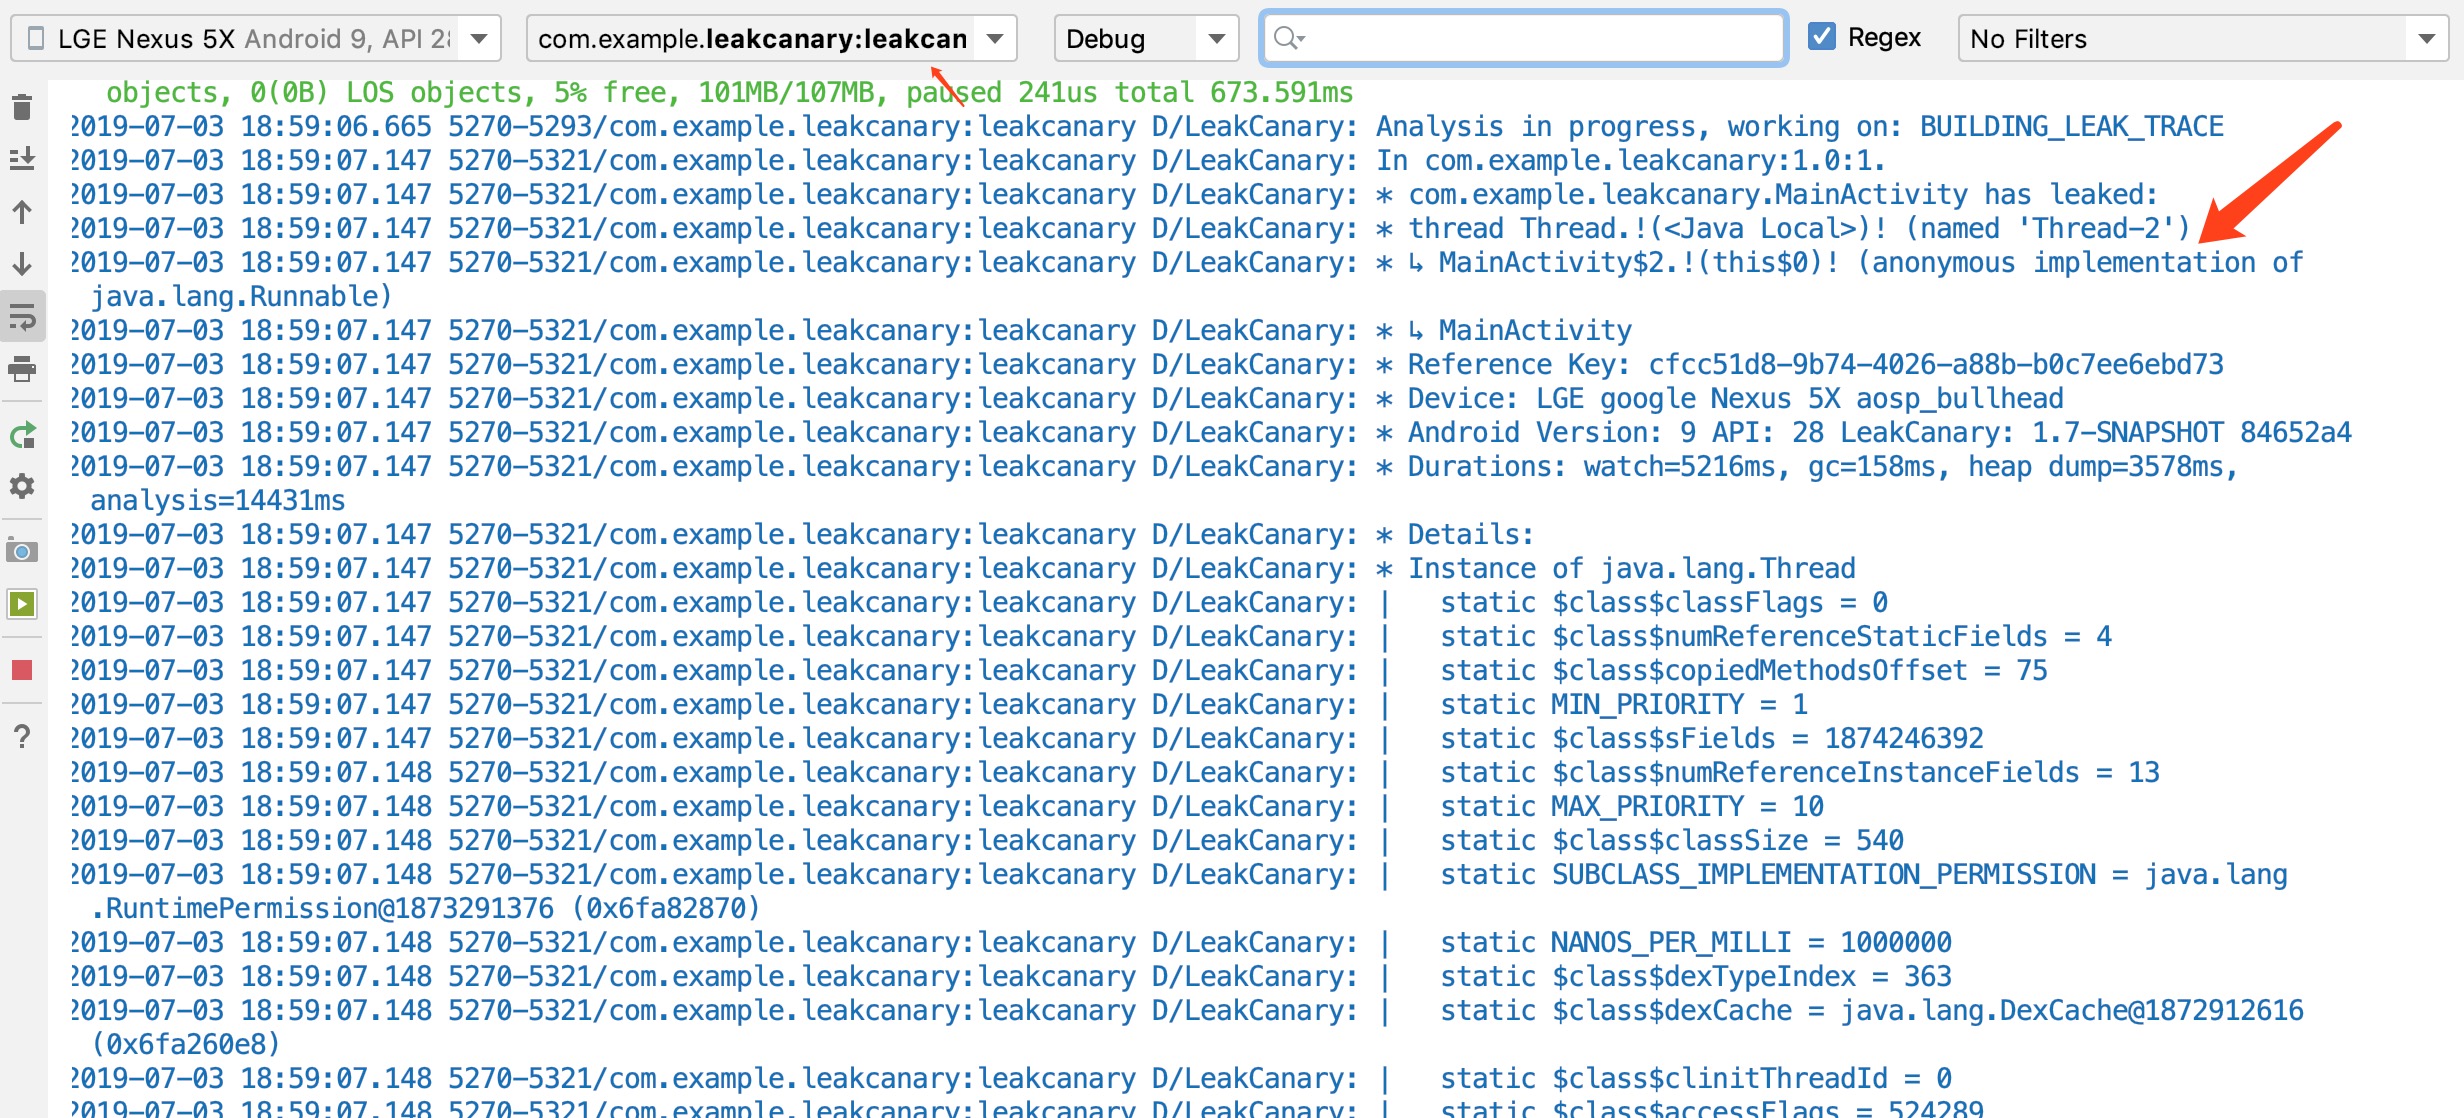 LGE Nexus 5X Android 9, API 28 com.example.leakcanary:leakcan Debug Regex No Filters
objects, 0(0B) LOS objects, 5% free, 101MB/107MB, paused 241us total 673.591ms
2019-07-03 18:59:06.665 5270-5293/com.example.leakcanary:leakcanary D/LeakCanary: Analysis in progress, working on: BUILDING_LEAK_TRACE
2019-07-03 18:59:07.147 5270-5321/com.example.leakcanary:leakcanary D/LeakCanary: In com.example.leakcanary:1.0:1.
2019-07-03 18:59:07.147 5270-5321/com.example.leakcanary:leakcanary D/LeakCanary: * com.example.leakcanary.MainActivity has leaked:
2019-07-03 18:59:07.147 5270-5321/com.example.leakcanary:leakcanary D/LeakCanary: * thread Thread.!(<Java Local>)! (named 'Thread-2')
2019-07-03 18:59:07.147 5270-5321/com.example.leakcanary:leakcanary D/LeakCanary: * ↳ MainActivity$2.!(this$0)! (anonymous implementation of
java.lang.Runnable)
2019-07-03 18:59:07.147 5270-5321/com.example.leakcanary:leakcanary D/LeakCanary: * ↳ MainActivity
2019-07-03 18:59:07.147 5270-5321/com.example.leakcanary:leakcanary D/LeakCanary: * Reference Key: cfcc51d8-9b74-4026-a88b-b0c7ee6ebd73
2019-07-03 18:59:07.147 5270-5321/com.example.leakcanary:leakcanary D/LeakCanary: * Device: LGE google Nexus 5X aosp_bullhead
2019-07-03 18:59:07.147 5270-5321/com.example.leakcanary:leakcanary D/LeakCanary: * Android Version: 9 API: 28 LeakCanary: 1.7-SNAPSHOT 84652a4
2019-07-03 18:59:07.147 5270-5321/com.example.leakcanary:leakcanary D/LeakCanary: * Durations: watch=5216ms, gc=158ms, heap dump=3578ms,
analysis=14431ms
2019-07-03 18:59:07.147 5270-5321/com.example.leakcanary:leakcanary D/LeakCanary: * Details:
2019-07-03 18:59:07.147 5270-5321/com.example.leakcanary:leakcanary D/LeakCanary: * Instance of java.lang.Thread
2019-07-03 18:59:07.147 5270-5321/com.example.leakcanary:leakcanary D/LeakCanary: |   static $class$classFlags = 0
2019-07-03 18:59:07.147 5270-5321/com.example.leakcanary:leakcanary D/LeakCanary: |   static $class$numReferenceStaticFields = 4
2019-07-03 18:59:07.147 5270-5321/com.example.leakcanary:leakcanary D/LeakCanary: |   static $class$copiedMethodsOffset = 75
2019-07-03 18:59:07.147 5270-5321/com.example.leakcanary:leakcanary D/LeakCanary: |   static MIN_PRIORITY = 1
2019-07-03 18:59:07.147 5270-5321/com.example.leakcanary:leakcanary D/LeakCanary: |   static $class$sFields = 1874246392
2019-07-03 18:59:07.148 5270-5321/com.example.leakcanary:leakcanary D/LeakCanary: |   static $class$numReferenceInstanceFields = 13
2019-07-03 18:59:07.148 5270-5321/com.example.leakcanary:leakcanary D/LeakCanary: |   static MAX_PRIORITY = 10
2019-07-03 18:59:07.148 5270-5321/com.example.leakcanary:leakcanary D/LeakCanary: |   static $class$classSize = 540
2019-07-03 18:59:07.148 5270-5321/com.example.leakcanary:leakcanary D/LeakCanary: |   static SUBCLASS_IMPLEMENTATION_PERMISSION = java.lang
.RuntimePermission@1873291376 (0x6fa82870)
2019-07-03 18:59:07.148 5270-5321/com.example.leakcanary:leakcanary D/LeakCanary: |   static NANOS_PER_MILLI = 1000000
2019-07-03 18:59:07.148 5270-5321/com.example.leakcanary:leakcanary D/LeakCanary: |   static $class$dexTypeIndex = 363
2019-07-03 18:59:07.148 5270-5321/com.example.leakcanary:leakcanary D/LeakCanary: |   static $class$dexCache = java.lang.DexCache@1872912616
(0x6fa260e8)
2019-07-03 18:59:07.148 5270-5321/com.example.leakcanary:leakcanary D/LeakCanary: |   static $class$clinitThreadId = 0
2019-07-03 18:59:07.148 5270-5321/com.example.leakcanary:leakcanary D/LeakCanary: |   static $class$accessFlags = 524289